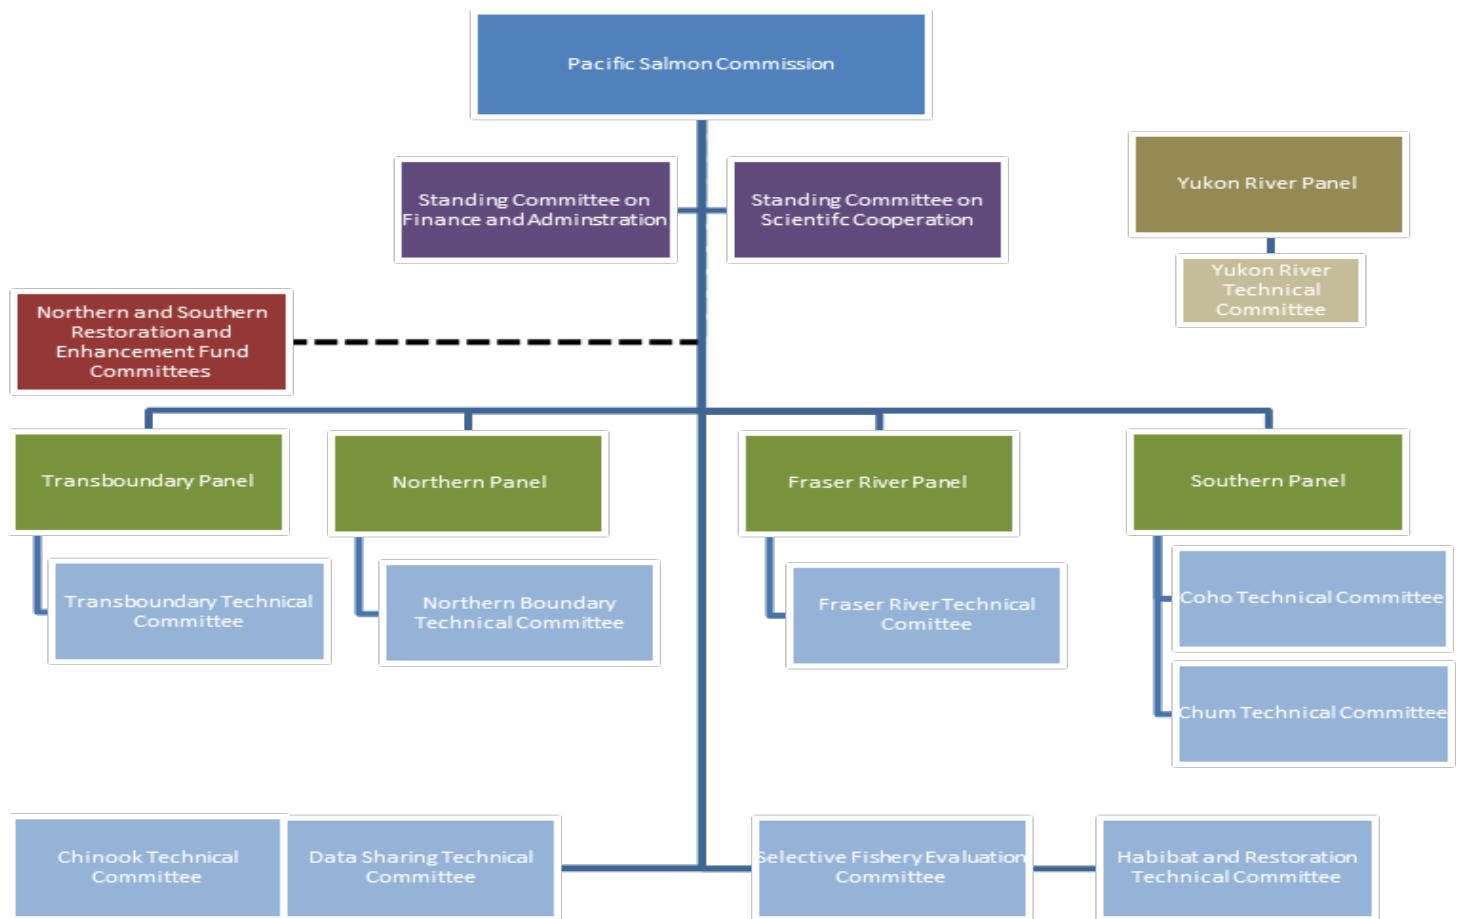 Pacific Salmon Commission
Standing Committee on
Finance and Adminstration
Standing Committee on
Scientifc Cooperation
Yukon River Panel
Yukon River
Technical
Committee
Northern and Southern
Restoration and
Enhancement Fund
Committees
Transboundary Panel
Northern Panel
Fraser River Panel
Southern Panel
Transboundary Technical
Committee
Northern Boundary
Technical Committee
Fraser River Technical
Comittee
Coho Technical Committee
Chum Technical Committee
Chinook Technical
Committee
Data Sharing Technical
Committee
Selective Fishery Evaluation
Committee
Habibat and Restoration
Technical Committee